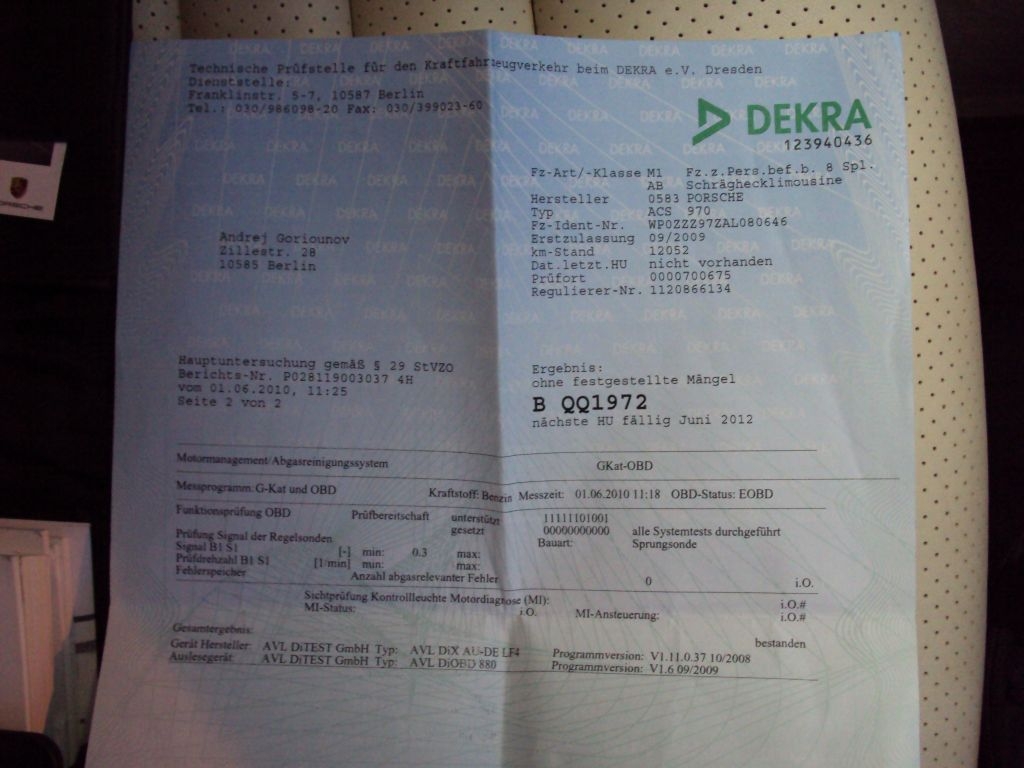 Technische Prüfstelle für den Kraftfahrzeugverkehr beim DEKRA e.V. Dresden
Dienststelle:
Franklinstr. 5-7, 10587 Berlin
Tel.: 030/986098-20 Fax: 030/399023-60
DEKRA
123940436
Fz-Art/-Klasse M1 Fz.z.Pers.bef.b. 8 Spl.
AB Schräghecklimousine
Hersteller 0583 PORSCHE
Typ ACS 970
Fz-Ident-Nr. WP0ZZZ97ZAL080646
Erstzulassung 09/2009
km-Stand 12052
Dat.letzt.HU nicht vorhanden
Prüfort 0000700675
Regulierer-Nr. 1120866134
Andrej Goriounov
Zillestr. 28
10585 Berlin
Hauptuntersuchung gemäß § 29 StVZO
Berichts-Nr. P028119003037 4H
vom 01.06.2010, 11:25
Seite 2 von 2
Ergebnis:
ohne festgestellte Mängel
B QQ1972
nächste HU fällig Juni 2012
Motormanagement/Abgasreinigungssystem GKat-OBD
Messprogramm: G-Kat und OBD Kraftstoff: Benzin Messzeit: 01.06.2010 11:18 OBD-Status: EOBD
Funktionsprüfung OBD Prüfbereitschaft unterstützt 11111101001
gesetzt 00000000000 alle Systemtests durchgeführt
Prüfung Signal der Regelsonden Bauart: Sprungsonde
Signal B1 S1 [-] min: 0.3 max:
Prüfdrehzahl B1 S1 [1/min] min: max:
Fehlerspeicher Anzahl abgasrelevanter Fehler 0 i.O.
Sichtprüfung Kontrollleuchte Motordiagnose (MI): i.O.#
MI-Status: i.O. MI-Ansteuerung: i.O.#
Gesamtergebnis: bestanden
Gerät Hersteller: AVL DiTEST GmbH Typ: AVL DiX AU-DE LF4 Programmversion: V1.11.0.37 10/2008
Auslesegerät: AVL DiTEST GmbH Typ: AVL DiOBD 880 Programmversion: V1.6 09/2009
PORSCHE